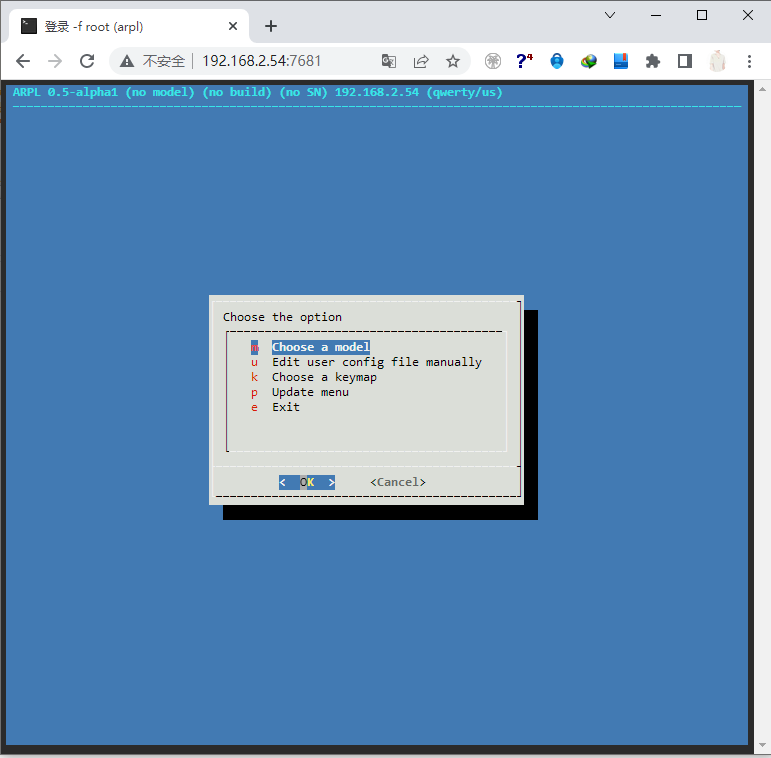 登录 -f root (arpl)
不安全 192.168.2.54:7681
ARPL 0.5-alpha1 (no model) (no build) (no SN) 192.168.2.54 (qwerty/us)
Choose the option
m Choose a model
u Edit user config file manually
k Choose a keymap
p Update menu
e Exit
< OK > <Cancel>